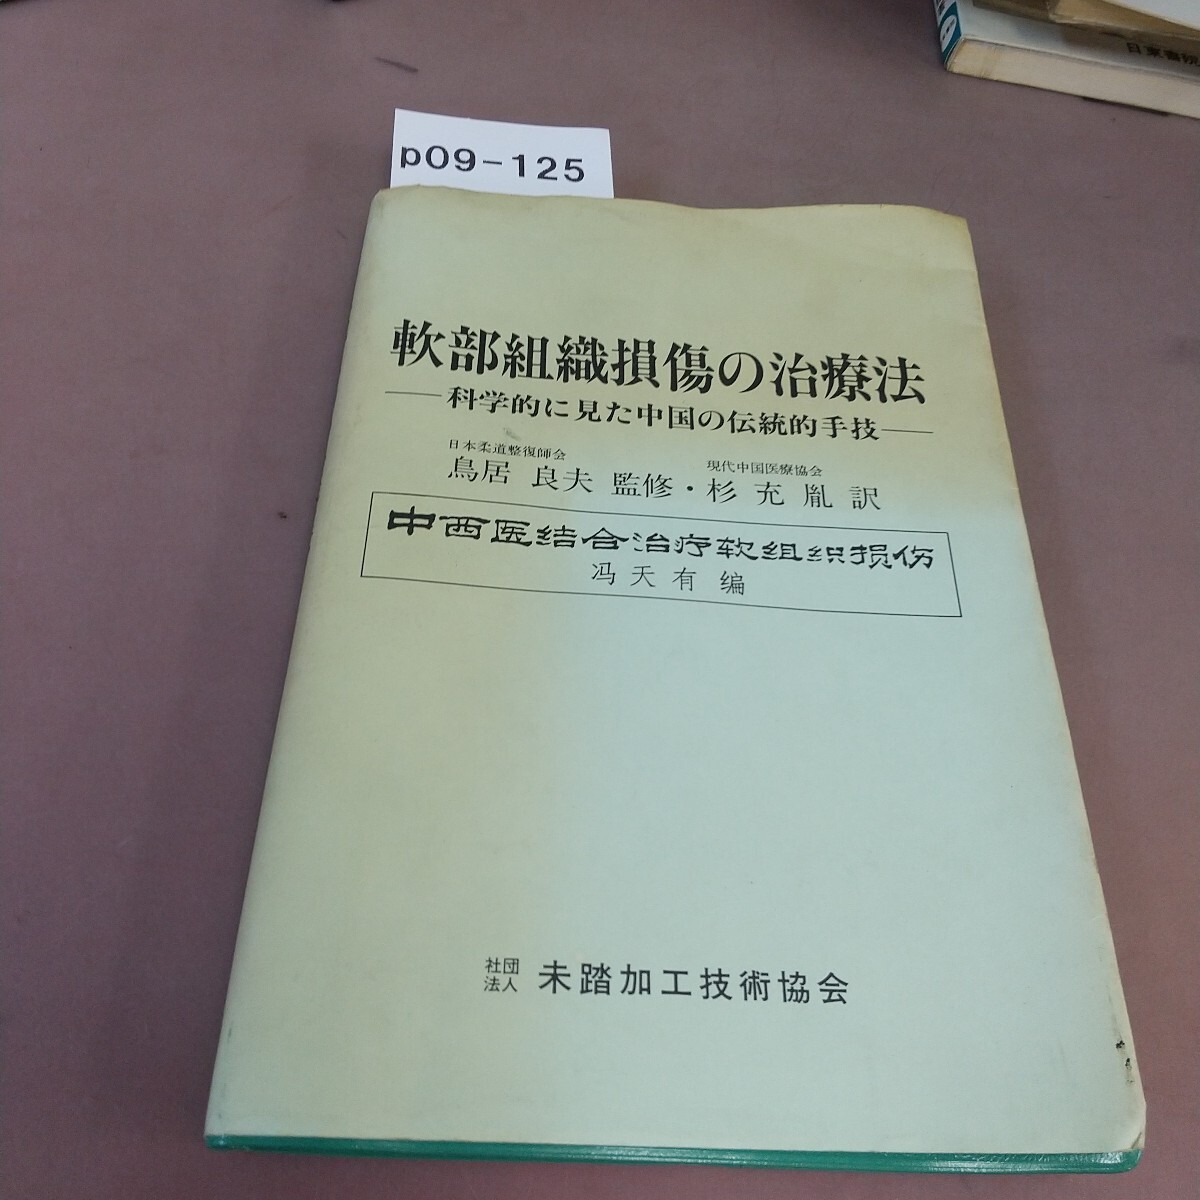 日東書院
p09-125
軟部組織損傷の治療法
―科学的に見た中国の伝統的手技―
日本柔道整復師会 現代中国医療協会
鳥居 良夫 監修・杉 充胤 訳
中西医结合治疗软组织损伤
冯天有 编
社団法人 未踏加工技術協会